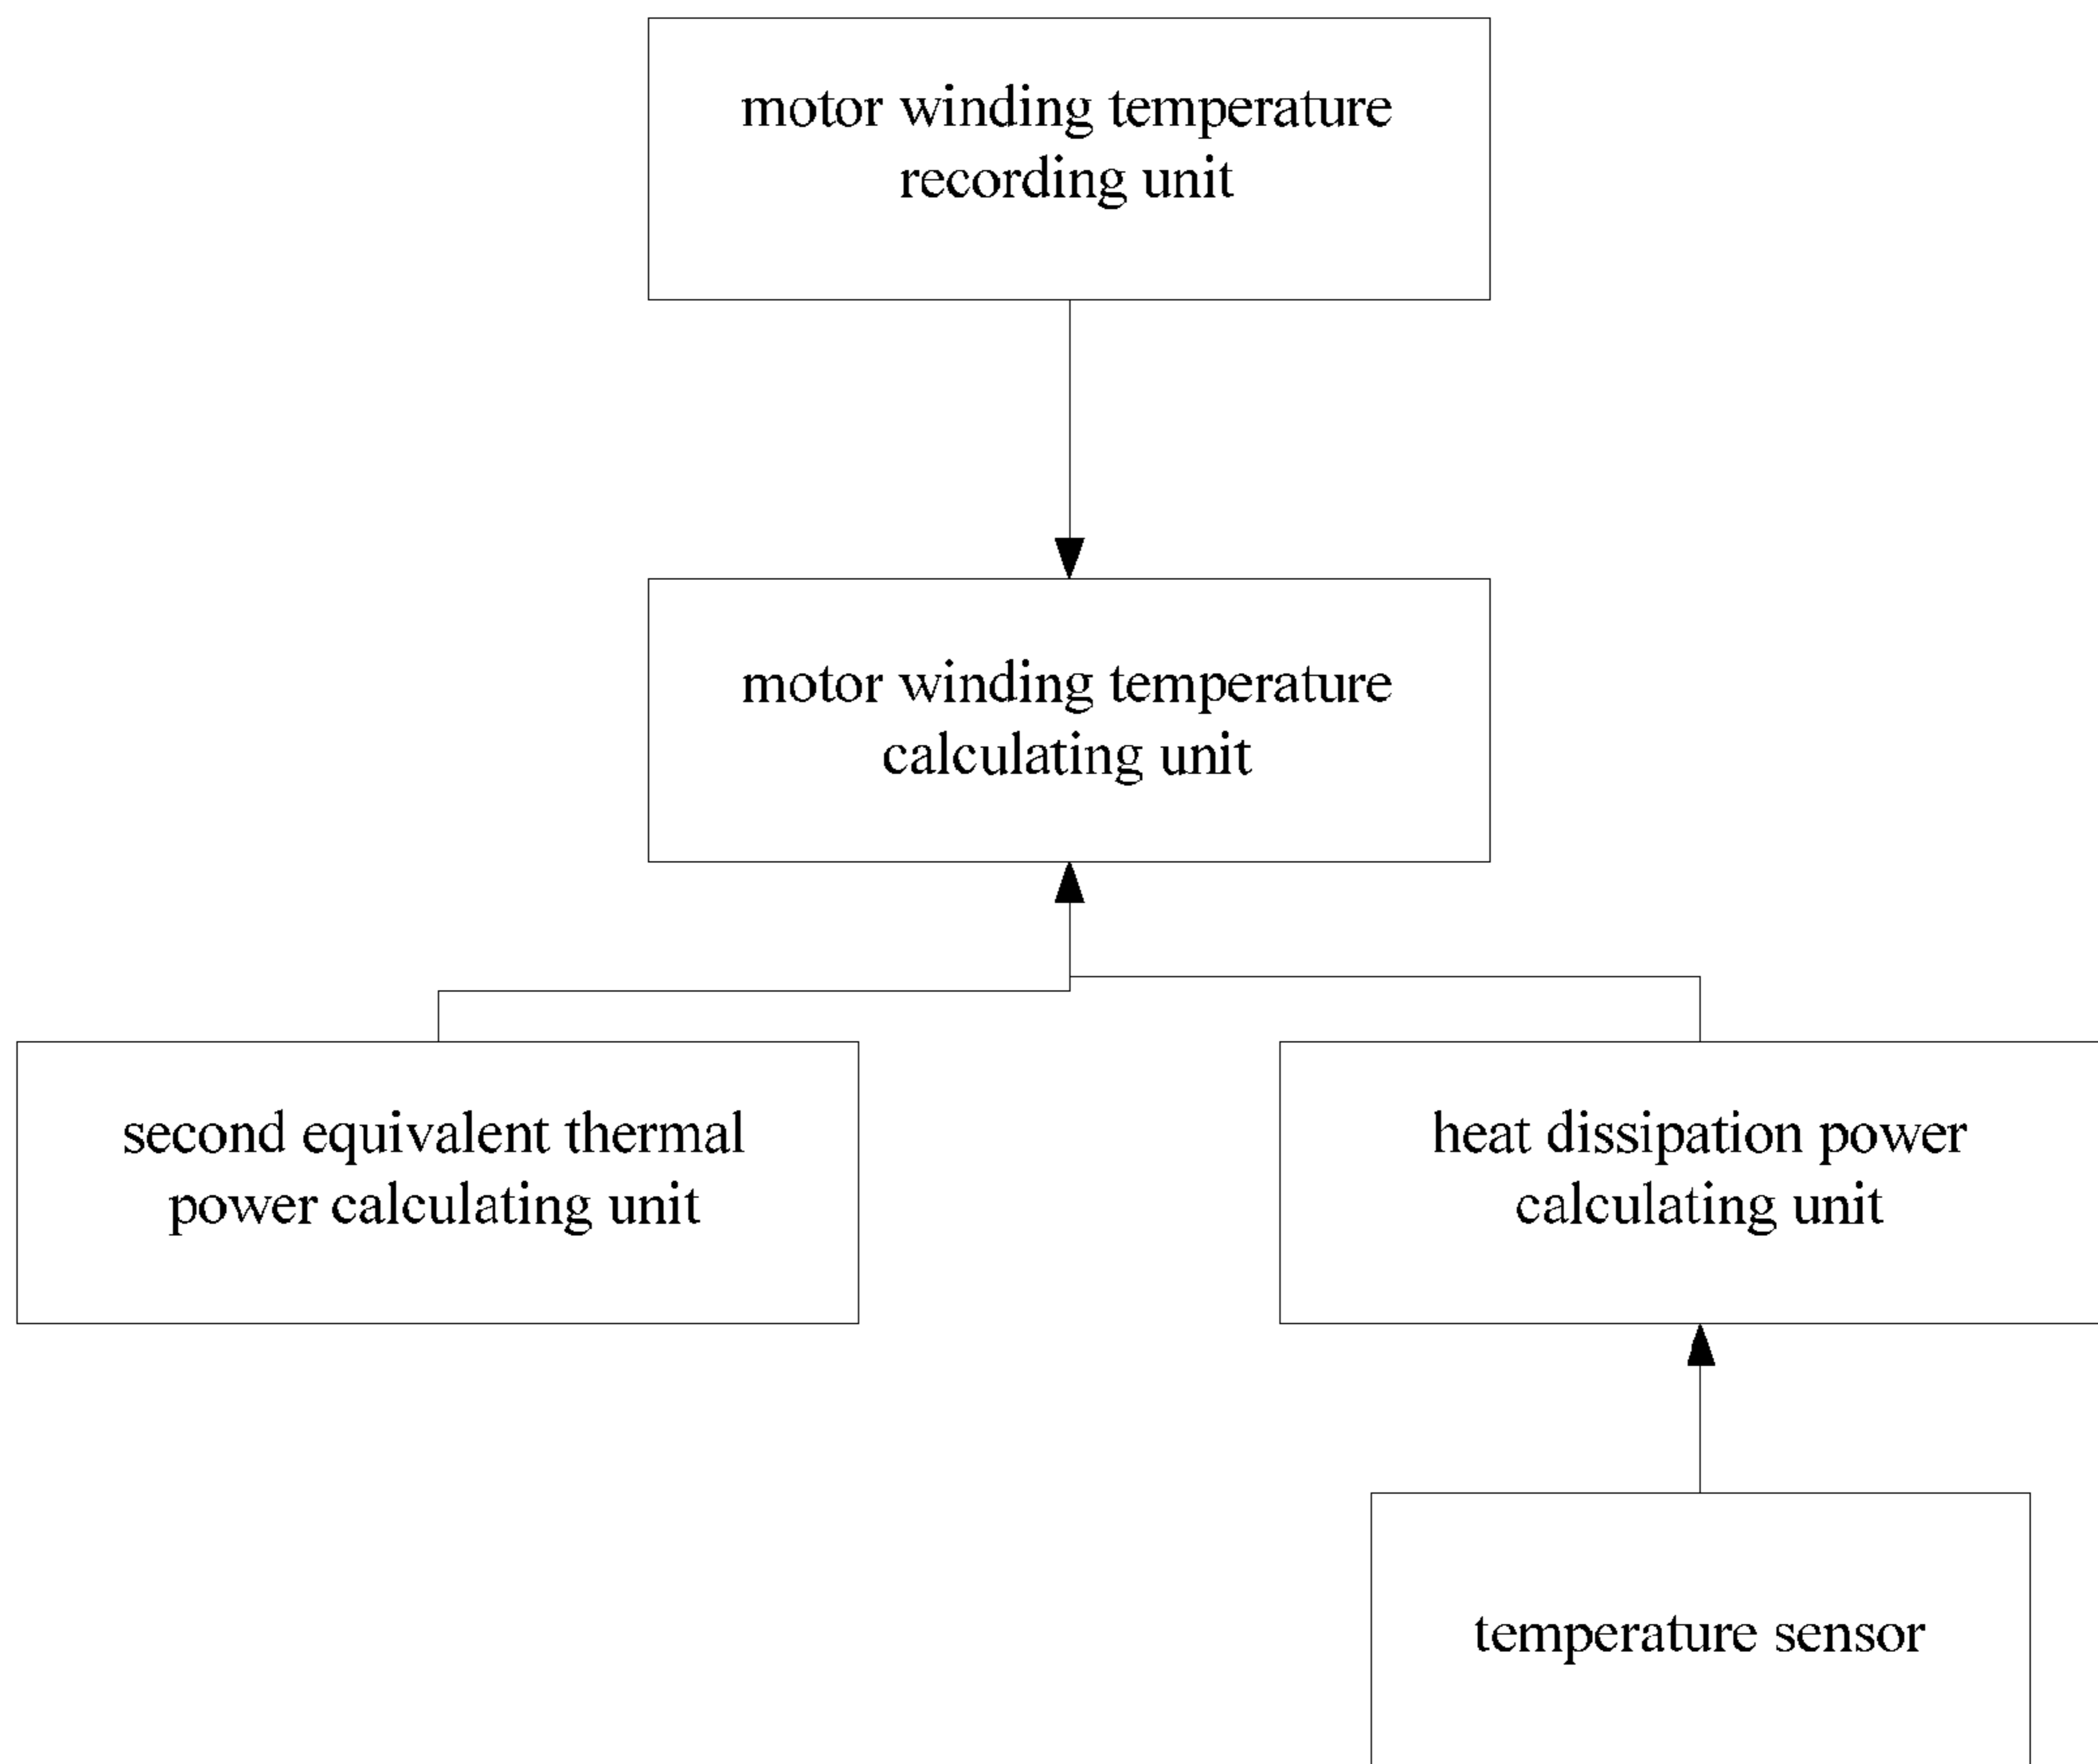 motor winding temperature
recording unit
motor winding temperature
calculating unit
second equivalent thermal
power calculating unit
heat dissipation power
calculating unit
temperature sensor